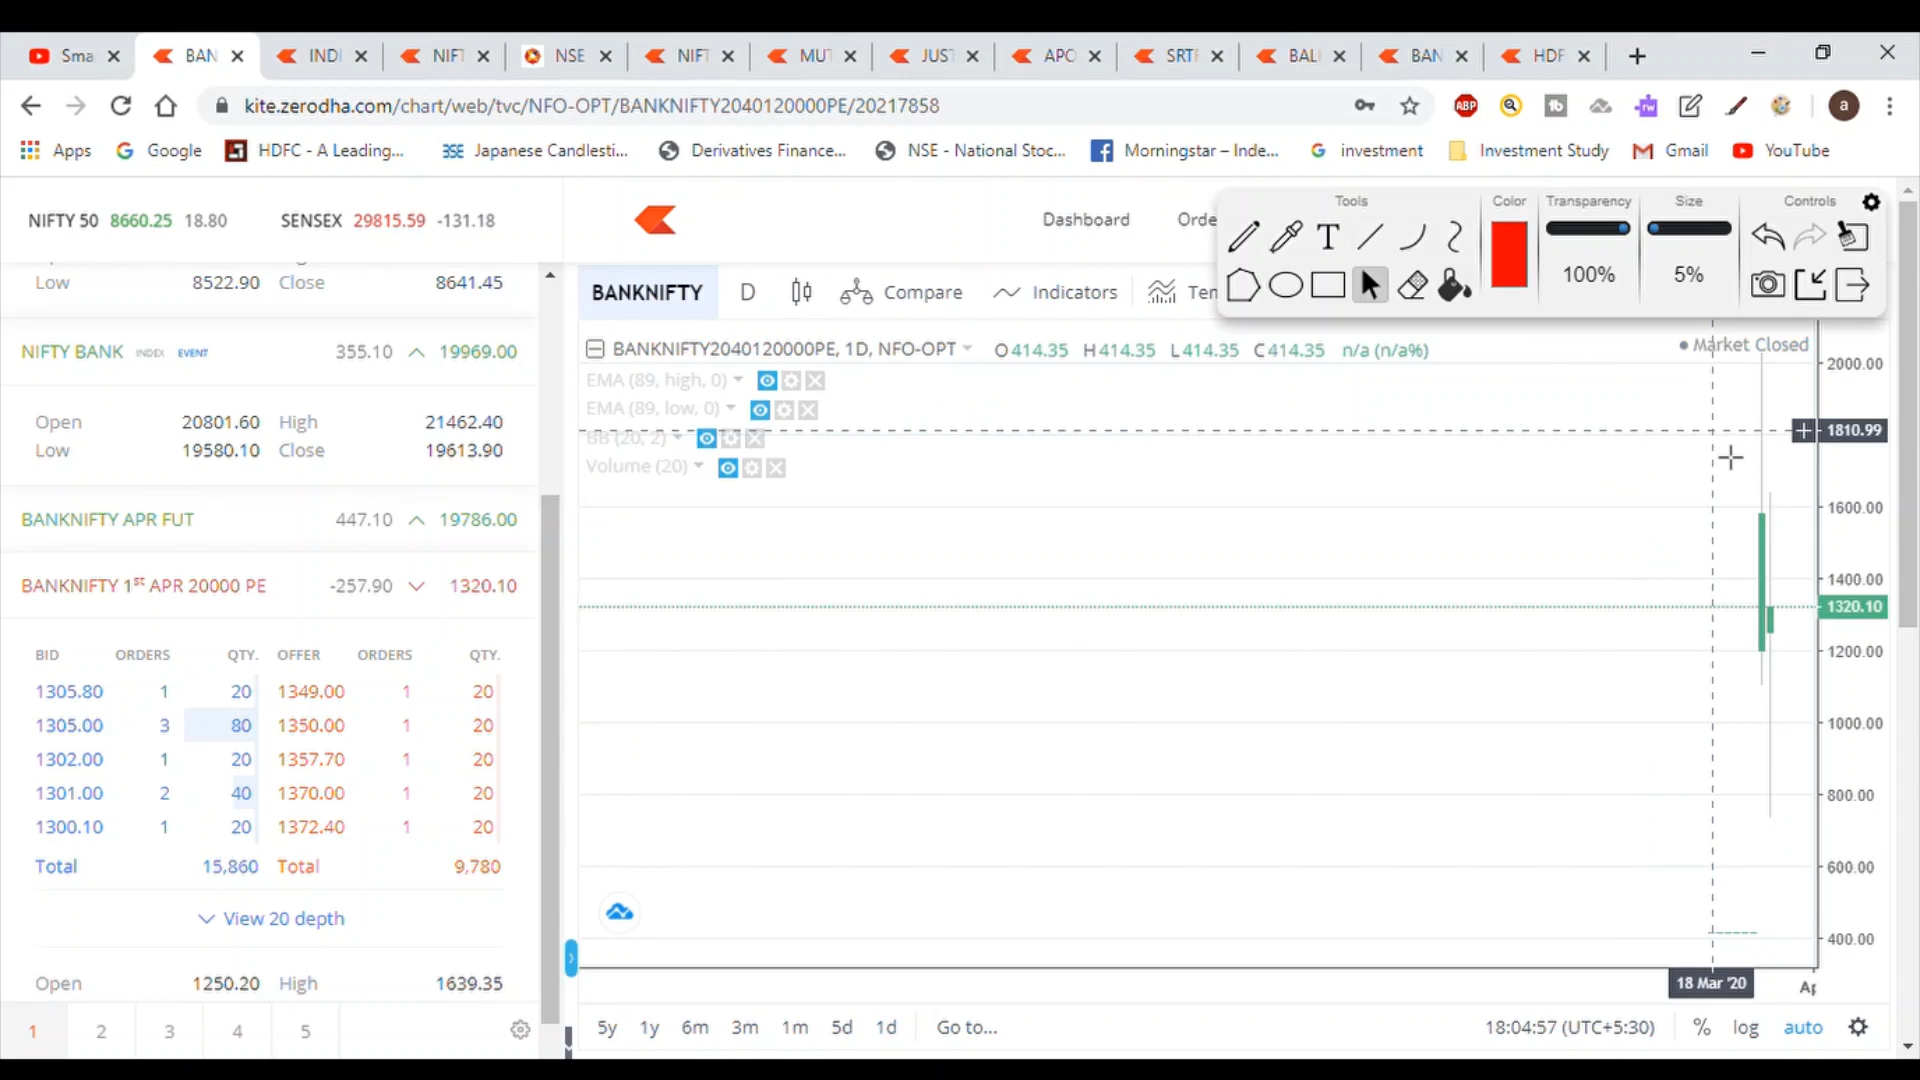 Sma BAN INDI NIFT NSE NIFT MUT JUST APO SRTF BALI BAN HDF
kite.zerodha.com/chart/web/tvc/NFO-OPT/BANKNIFTY2040120000PE/20217858
ABP tb rw a
Apps Google HDFC - A Leading... 3SE Japanese Candlesti... Derivatives Finance... NSE - National Stoc... Morningstar – Inde... investment Investment Study Gmail YouTube
NIFTY 50 8660.25 18.80 SENSEX 29815.59 -131.18
Dashboard Orde
Tools Color Transparency Size Controls
T
100% 5%
Low 8522.90 Close 8641.45
BANKNIFTY D Compare Indicators Ten
NIFTY BANK INDEX EVENT 355.10 19969.00
BANKNIFTY2040120000PE, 1D, NFO-OPT O414.35 H414.35 L414.35 C414.35 n/a (n/a%)
Market Closed
EMA (89, high, 0)
EMA (89, low, 0)
BB (20, 2)
Volume (20)
Open 20801.60 High 21462.40
Low 19580.10 Close 19613.90
BANKNIFTY APR FUT 447.10 19786.00
BANKNIFTY 1st APR 20000 PE -257.90 1320.10
BID ORDERS QTY. OFFER ORDERS QTY.
1305.80 1 20 1349.00 1 20
1305.00 3 80 1350.00 1 20
1302.00 1 20 1357.70 1 20
1301.00 2 40 1370.00 1 20
1300.10 1 20 1372.40 1 20
Total 15,860 Total 9,780
View 20 depth
Open 1250.20 High 1639.35
1 2 3 4 5
2000.00
1810.99
1600.00
1400.00
1320.10
1200.00
1000.00
800.00
600.00
400.00
18 Mar '20 Ap
5y 1y 6m 3m 1m 5d 1d Go to... 18:04:57 (UTC+5:30) % log auto